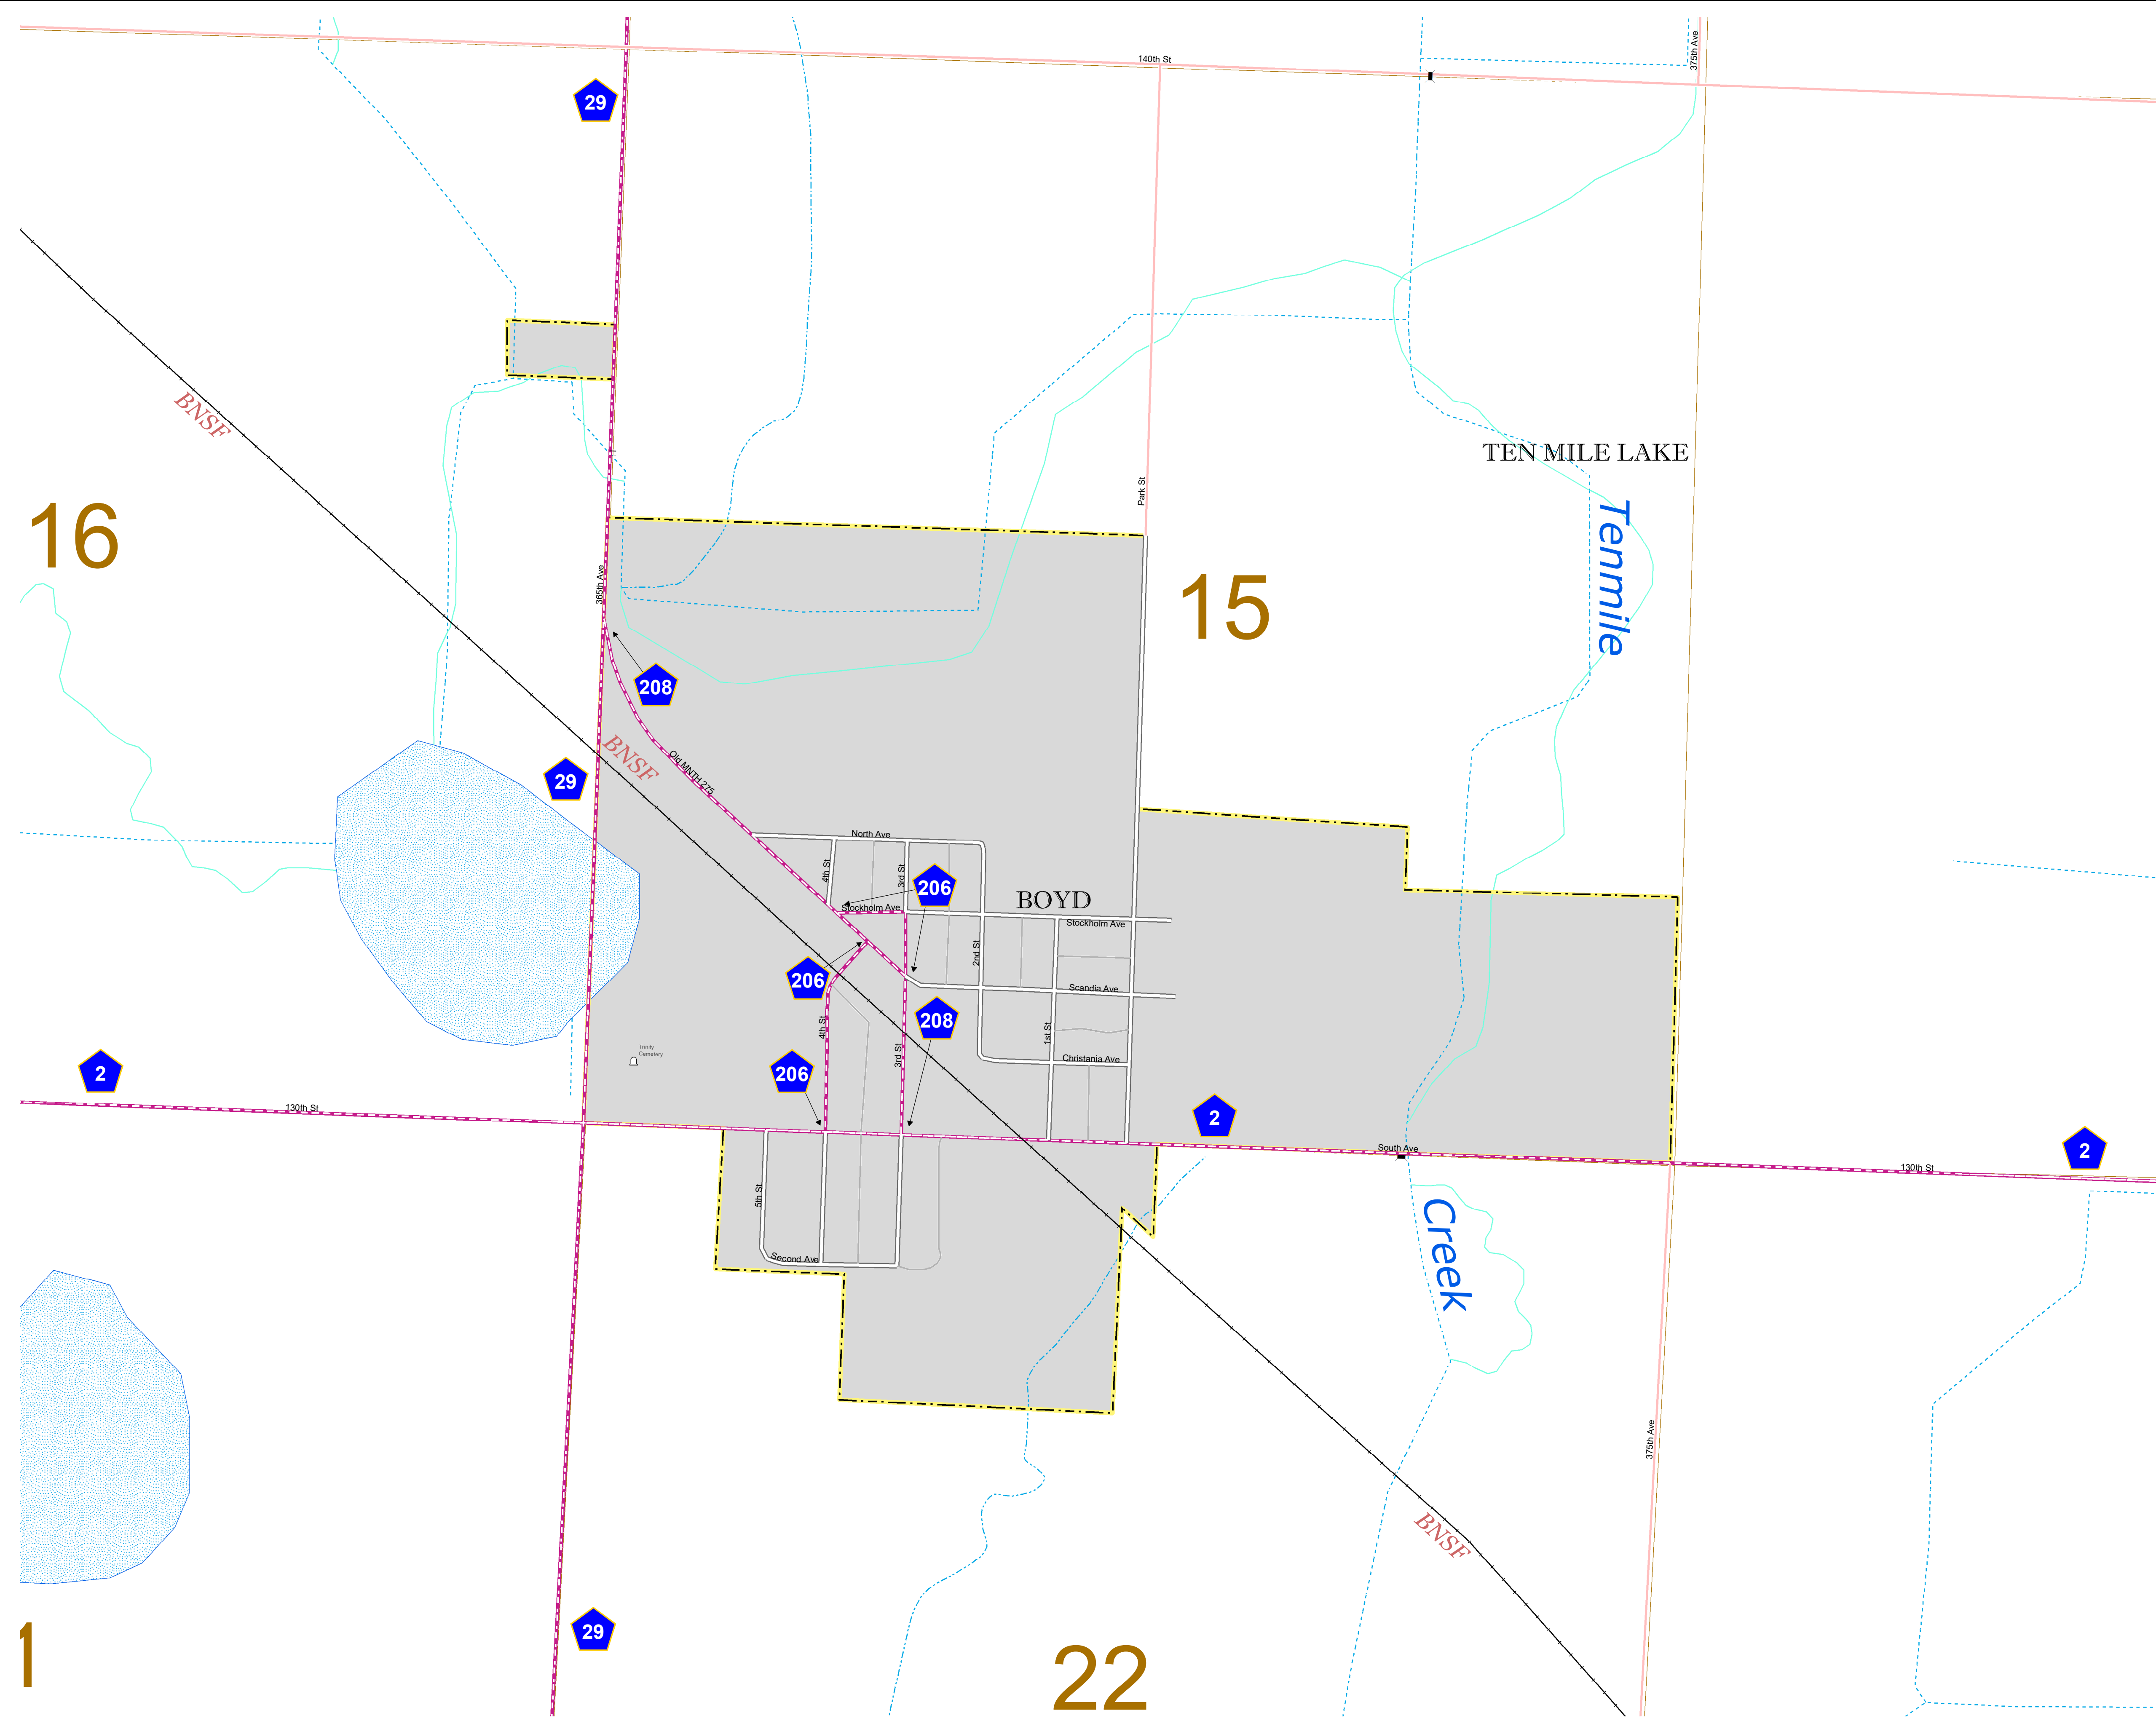 140th St
375th Ave
29
BNSF
TEN MILE LAKE
Park St
16
Tenmile
365th Ave
15
208
BNSF
29
Old MNTH 275
North Ave
4th St
3rd St
206
BOYD
Stockholm Ave
Stockholm Ave
2nd St
206
Scandia Ave
208
4th St
1st St
3rd St
Trinity
Cemetery
Christania Ave
206
2
130th St
2
South Ave
2
130th St
5th St
Creek
Second Ave
375th Ave
BNSF
29
1
22